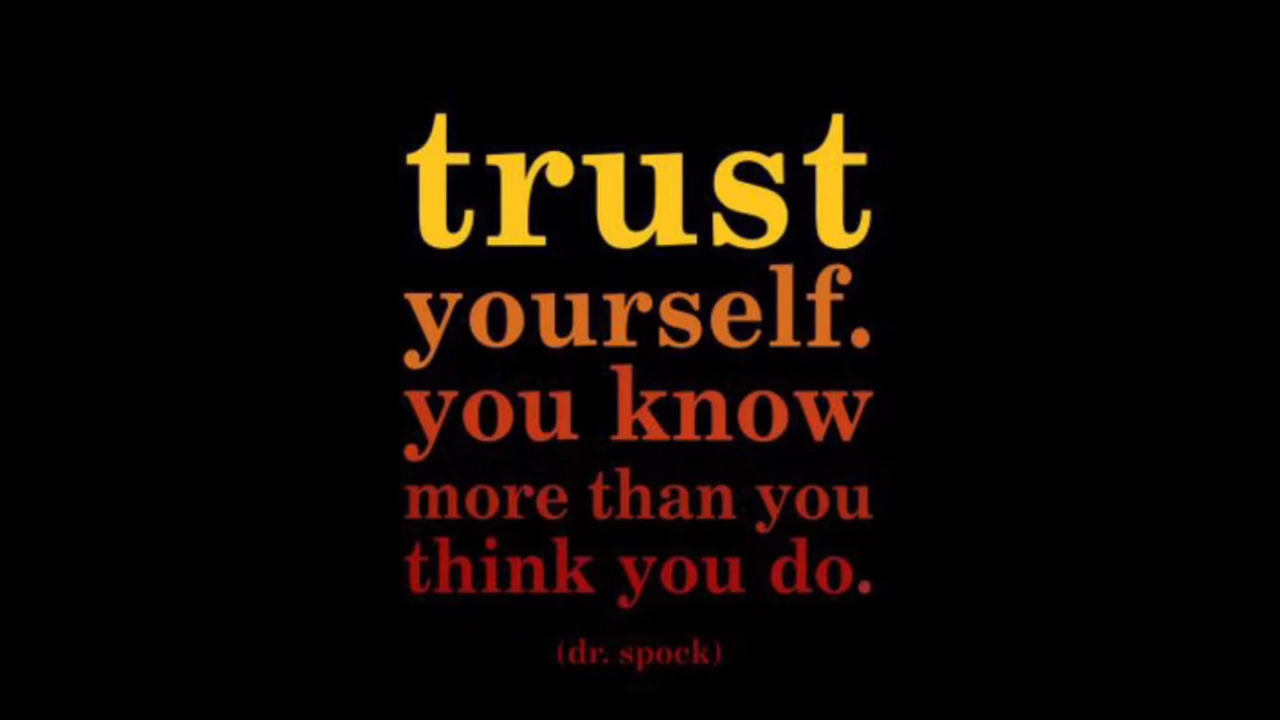 trust
yourself.
you know
more than you
think you do.
(dr. spock)